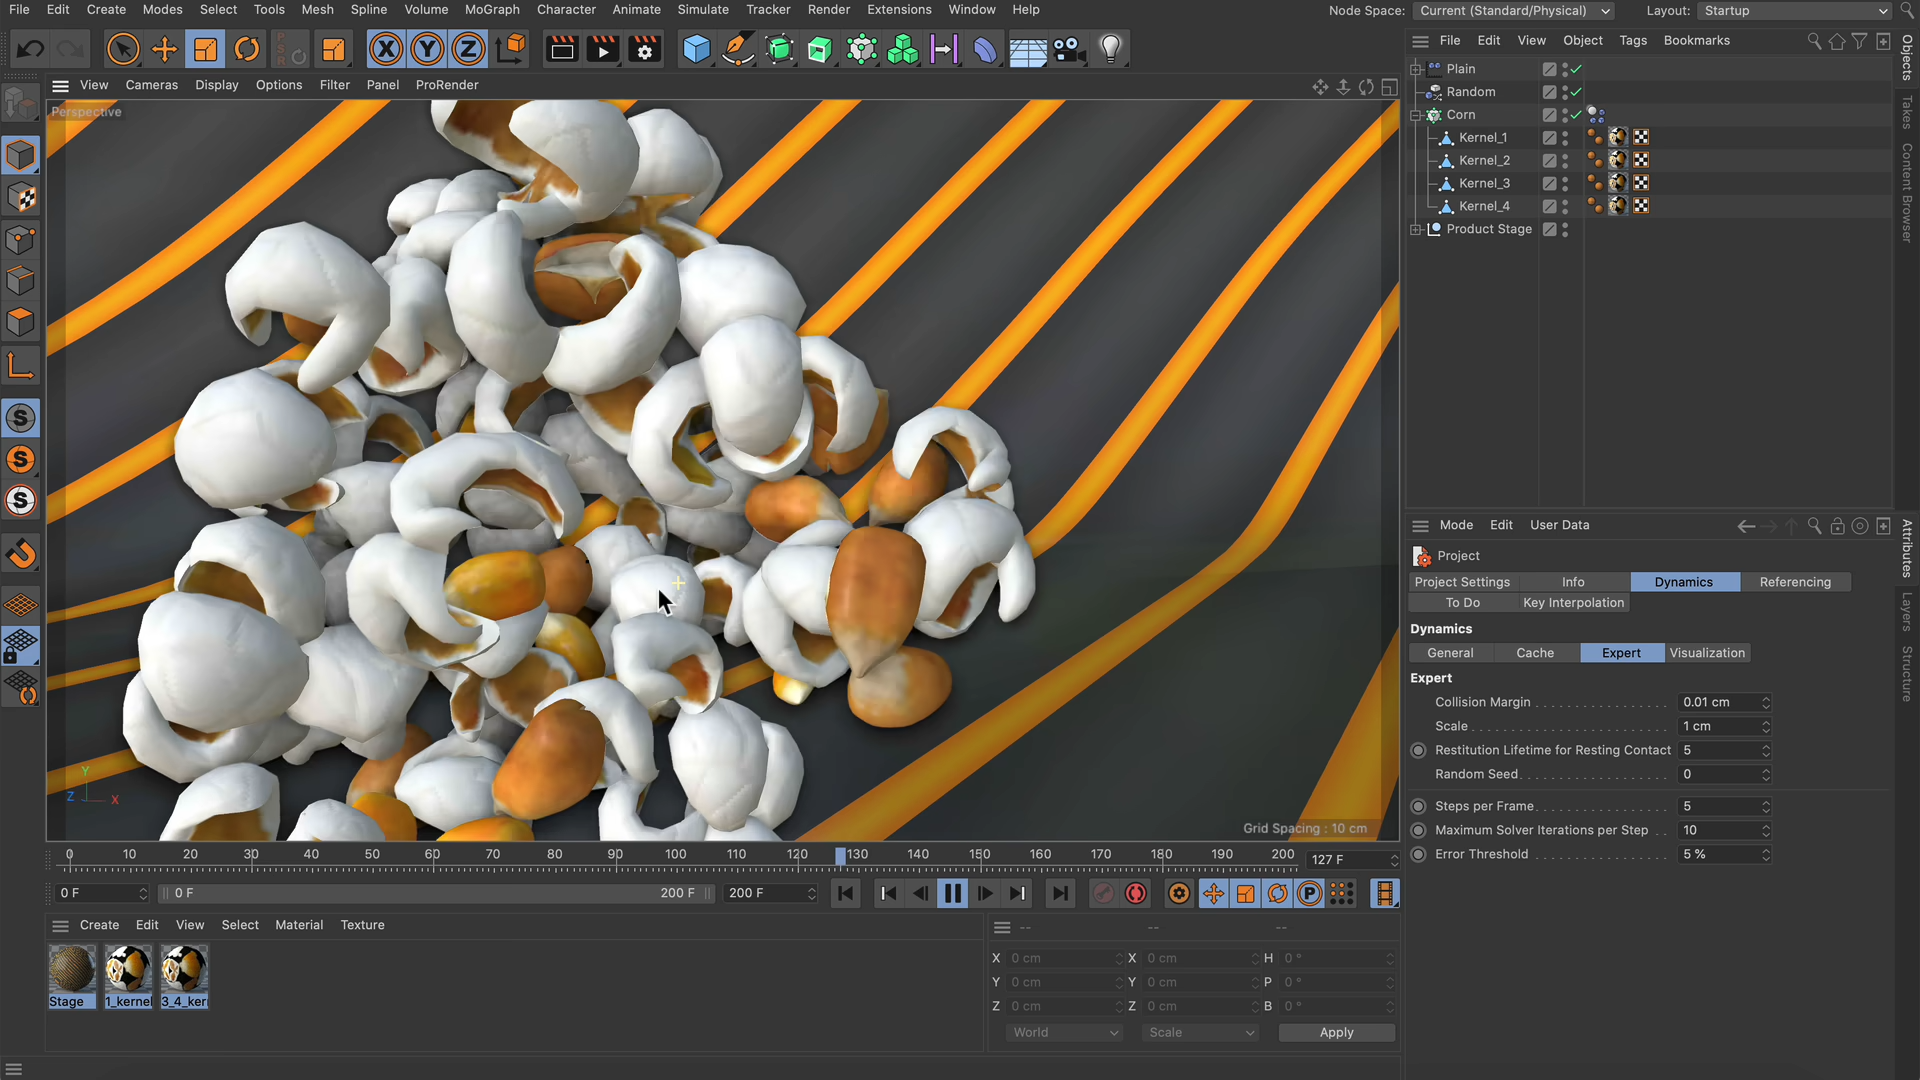 File Edit Create Modes Select Tools Mesh Spline Volume MoGraph Character Animate Simulate Tracker Render Extensions Window Help
Node Space: Current (Standard/Physical) Layout: Startup
PSR X Y Z
File Edit View Object Tags Bookmarks
View Cameras Display Options Filter Panel ProRender
Perspective
Plain
Random
Corn
Kernel_1
Kernel_2
Kernel_3
Kernel_4
Product Stage
Objects
Takes
Content Browser
S
S
S
Mode Edit User Data
Project
Project Settings Info Dynamics Referencing
To Do Key Interpolation
Dynamics
General Cache Expert Visualization
Expert
Collision Margin 0.01 cm
Scale 1 cm
Restitution Lifetime for Resting Contact 5
Random Seed 0
Steps per Frame 5
Maximum Solver Iterations per Step 10
Error Threshold 5 %
Attributes
Layers
Structure
Y
Z X
Grid Spacing : 10 cm
0 10 20 30 40 50 60 70 80 90 100 110 120 130 140 150 160 170 180 190 200 127 F
0 F 0 F 200 F 200 F P
Create Edit View Select Material Texture
Stage 1_kernel 3_4_ker
-- -- --
X 0 cm X 0 cm H 0 °
Y 0 cm Y 0 cm P 0 °
Z 0 cm Z 0 cm B 0 °
World Scale Apply